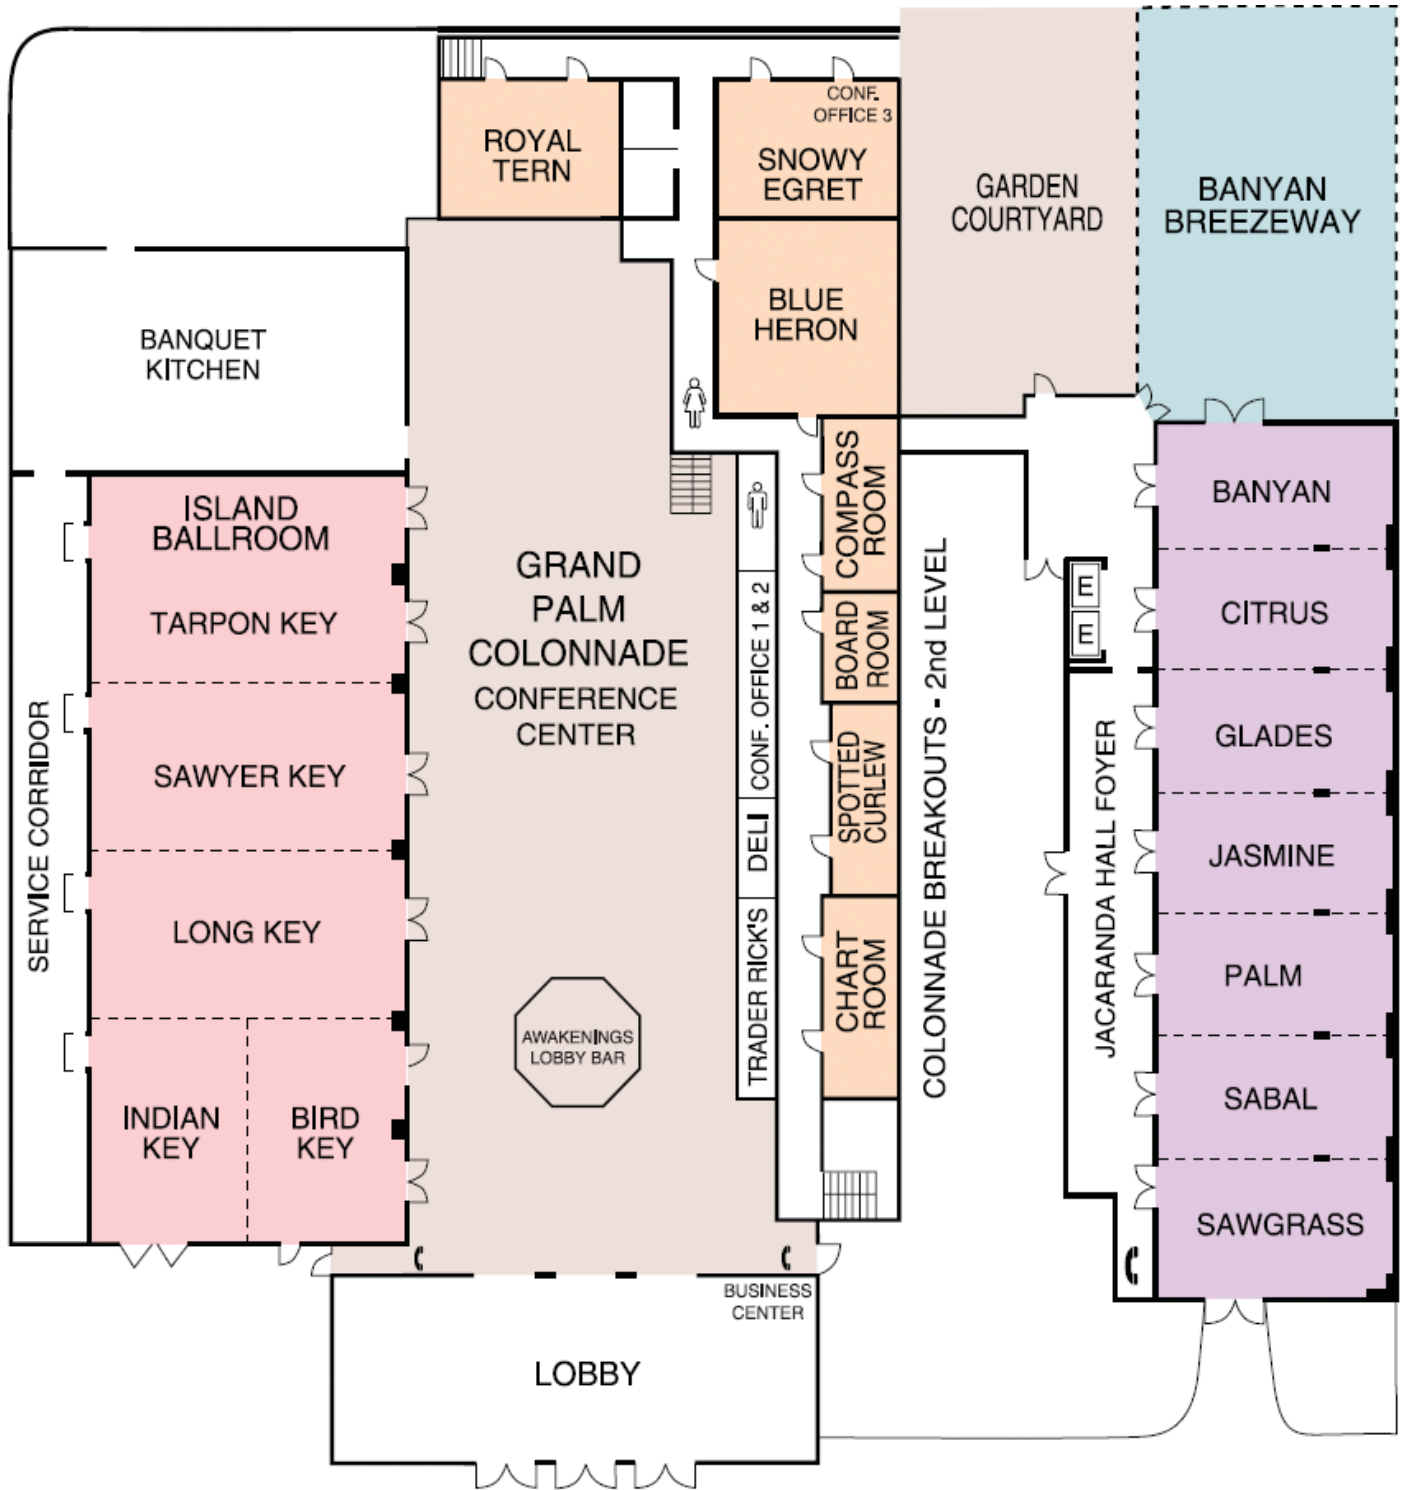 CONF.
OFFICE 3
ROYAL
TERN
SNOWY
EGRET
GARDEN
COURTYARD
BANYAN
BREEZEWAY
BLUE
HERON
BANQUET
KITCHEN
ISLAND
BALLROOM
TARPON KEY
SAWYER KEY
LONG KEY
INDIAN
KEY
BIRD
KEY
SERVICE CORRIDOR
GRAND
PALM
COLONNADE
CONFERENCE
CENTER
AWAKENINGS
LOBBY BAR
CONF. OFFICE 1 & 2
DELI
TRADER RICK'S
COMPASS
ROOM
BOARD
ROOM
SPOTTED
CURLEW
CHART
ROOM
COLONNADE BREAKOUTS - 2nd LEVEL
E
E
JACARANDA HALL FOYER
BANYAN
CITRUS
GLADES
JASMINE
PALM
SABAL
SAWGRASS
BUSINESS
CENTER
LOBBY